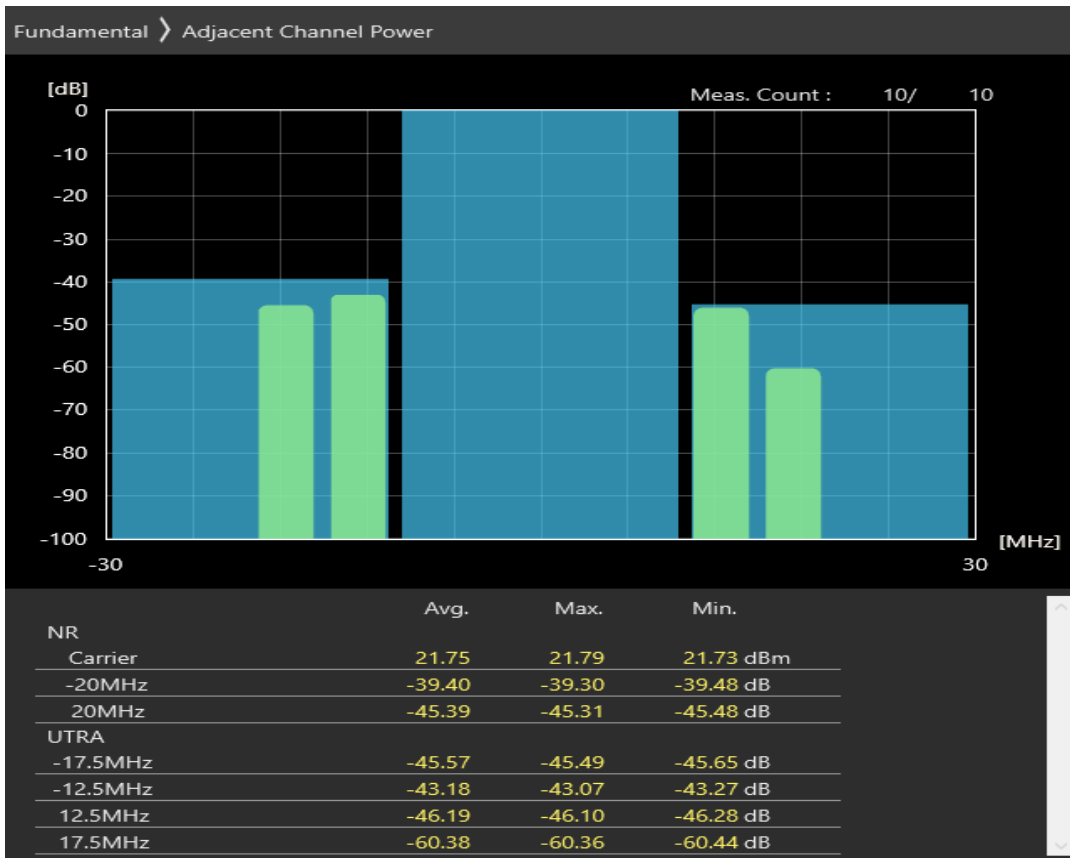 Fundamental 〉 Adjacent Channel Power
[dB]
Meas. Count : 10/ 10
0
-10
-20
-30
-40
-50
-60
-70
-80
-90
-100
[MHz]
-30 30
Avg. Max. Min.
NR
Carrier 21.75 21.79 21.73 dBm
-20MHz -39.40 -39.30 -39.48 dB
20MHz -45.39 -45.31 -45.48 dB
UTRA
-17.5MHz -45.57 -45.49 -45.65 dB
-12.5MHz -43.18 -43.07 -43.27 dB
12.5MHz -46.19 -46.10 -46.28 dB
17.5MHz -60.38 -60.36 -60.44 dB